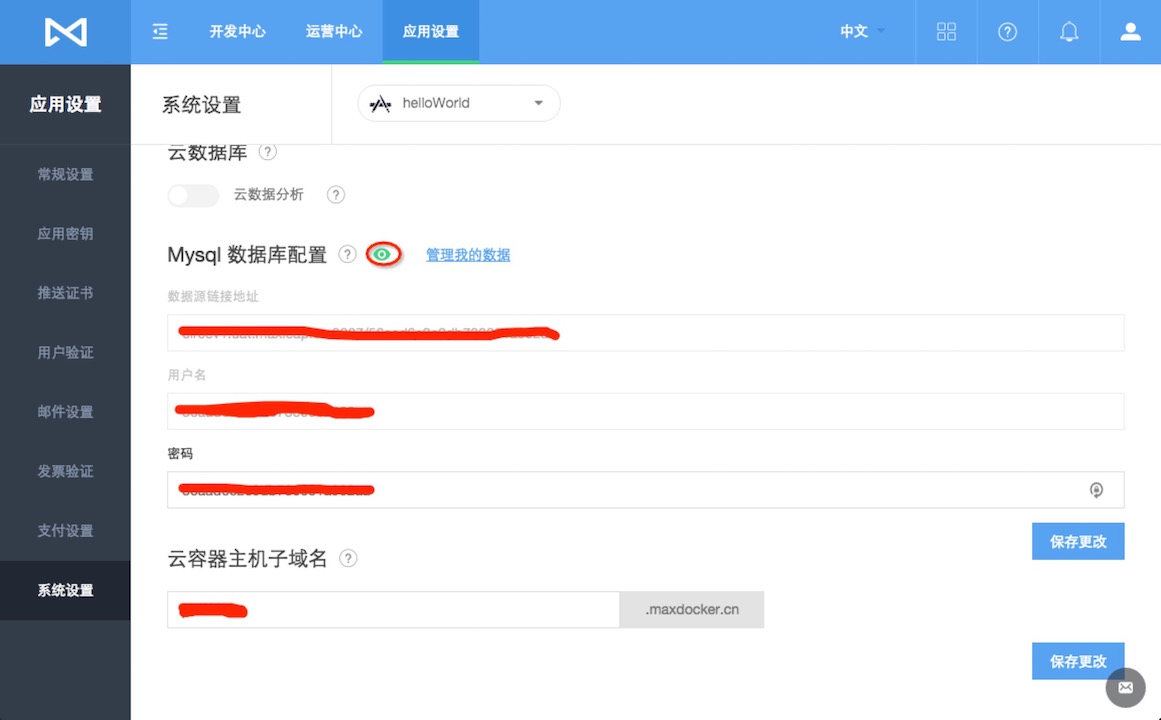 开发中心
运营中心
应用设置
中文
应用设置
系统设置
helloWorld
常规设置
应用密钥
推送证书
用户验证
邮件设置
发票验证
支付设置
系统设置
云数据库 ?
云数据分析 ?
Mysql 数据库配置 ? 管理我的数据
数据源链接地址
用户名
密码
保存更改
云容器主机子域名 ?
.maxdocker.cn
保存更改